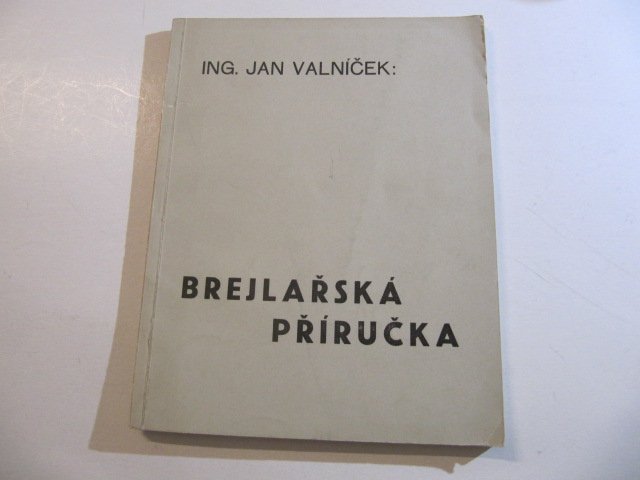 ING. JAN VALNÍČEK:
BREJLAŘSKÁ
PŘÍRUČKA